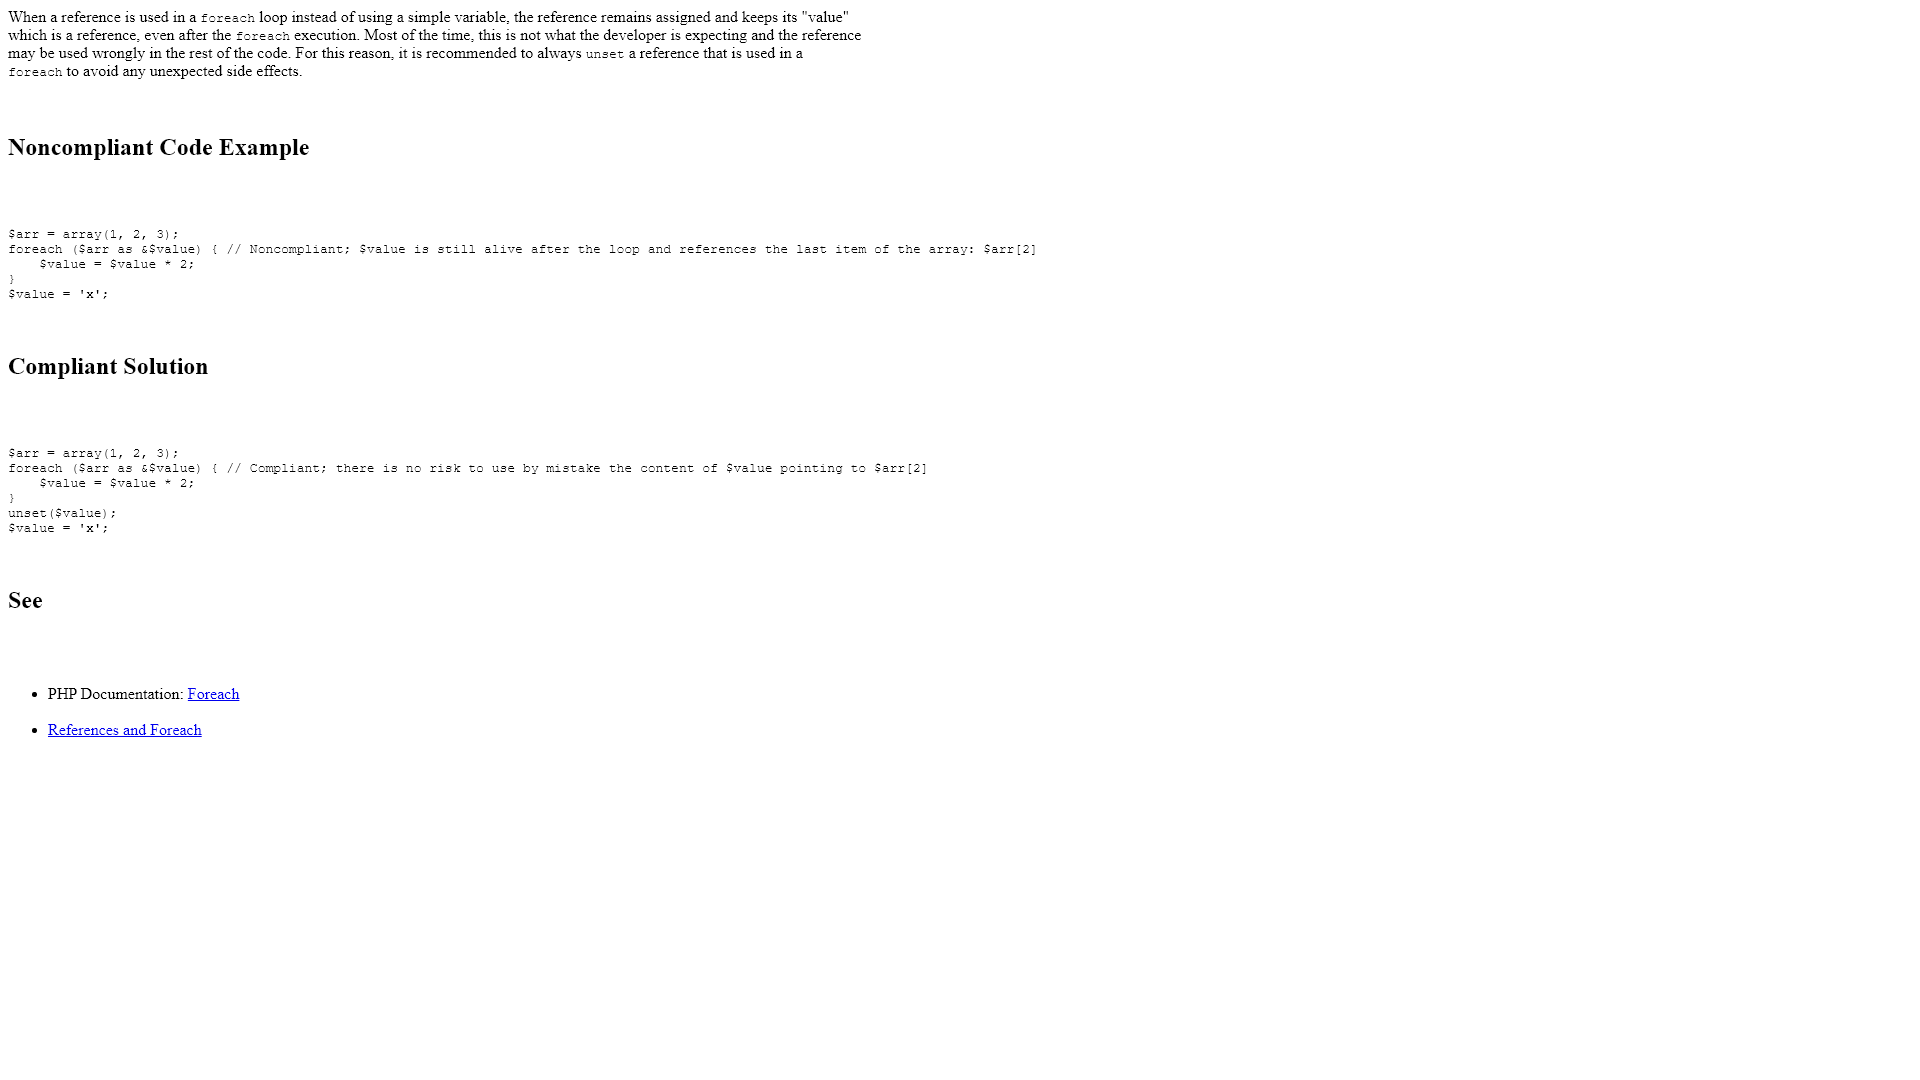 When a reference is used in a foreach loop instead of using a simple variable, the reference remains assigned and keeps its "value"
which is a reference, even after the foreach execution. Most of the time, this is not what the developer is expecting and the reference
may be used wrongly in the rest of the code. For this reason, it is recommended to always unset a reference that is used in a
foreach to avoid any unexpected side effects.
Noncompliant Code Example
$arr = array(1, 2, 3);
foreach ($arr as &$value) { // Noncompliant; $value is still alive after the loop and references the last item of the array: $arr[2]
    $value = $value * 2;
}
$value = 'x';
Compliant Solution
$arr = array(1, 2, 3);
foreach ($arr as &$value) { // Compliant; there is no risk to use by mistake the content of $value pointing to $arr[2]
    $value = $value * 2;
}
unset($value);
$value = 'x';
See
• PHP Documentation: Foreach
• References and Foreach